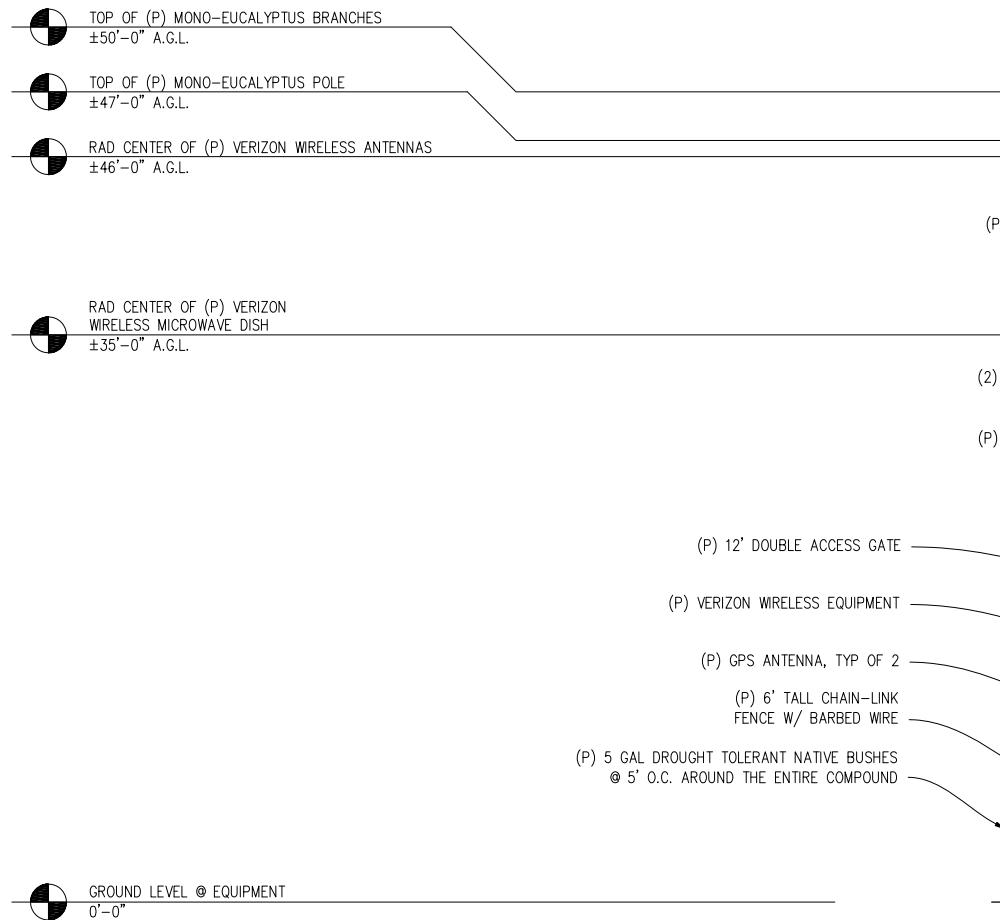 TOP OF (P) MONO-EUCALYPTUS BRANCHES
±50'-0" A.G.L.
TOP OF (P) MONO-EUCALYPTUS POLE
±47'-0" A.G.L.
RAD CENTER OF (P) VERIZON WIRELESS ANTENNAS
±46'-0" A.G.L.
(P
RAD CENTER OF (P) VERIZON
WIRELESS MICROWAVE DISH
±35'-0" A.G.L.
(2)
(P)
(P) 12' DOUBLE ACCESS GATE
(P) VERIZON WIRELESS EQUIPMENT
(P) GPS ANTENNA, TYP OF 2
(P) 6' TALL CHAIN-LINK
FENCE W/ BARBED WIRE
(P) 5 GAL DROUGHT TOLERANT NATIVE BUSHES
@ 5' O.C. AROUND THE ENTIRE COMPOUND
GROUND LEVEL @ EQUIPMENT
0'-0"